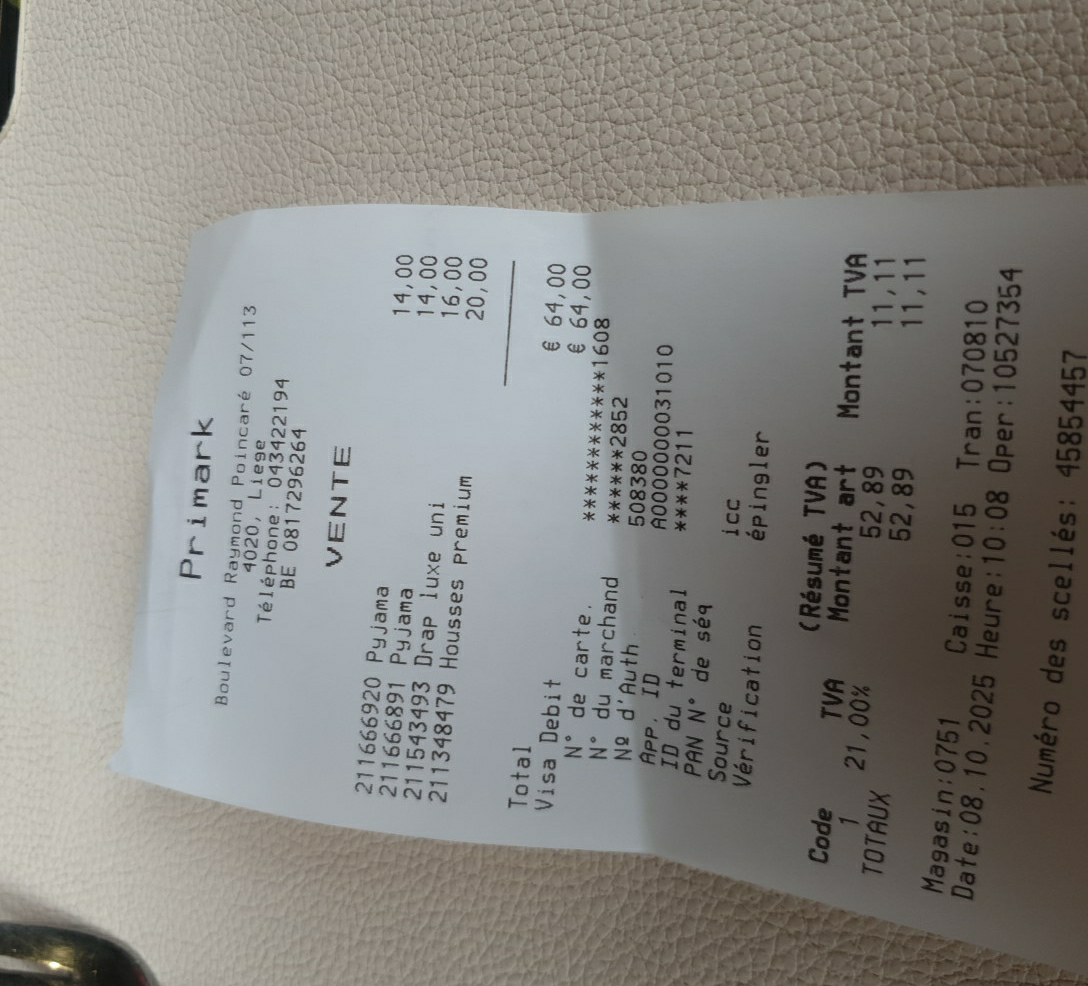 Primark
Boulevard Raymond Poincaré 07/113
4020, Liege
Téléphone: 043422194
BE 0817296264
VENTE
211666920 Pyjama 14,00
211666891 Pyjama 14,00
211543493 Drap luxe uni 16,00
211348479 Housses Premium 20,00
Total € 64,00
Visa Debit € 64,00
N° de carte. ************1608
N° du marchand ******2852
Nº d'Auth 508380
App. ID A0000000031010
ID du terminal ****7211
PAN N° de séq
Source icc
Vérification épingler
(Résumé TVA)
Code TVA Montant art Montant TVA
1 21,00% 52,89 11,11
TOTAUX 52,89 11,11
Magasin:0751 Caisse:015 Tran:070810
Date:08.10.2025 Heure:10:08 Oper:10527354
Numéro des scellés: 45854457